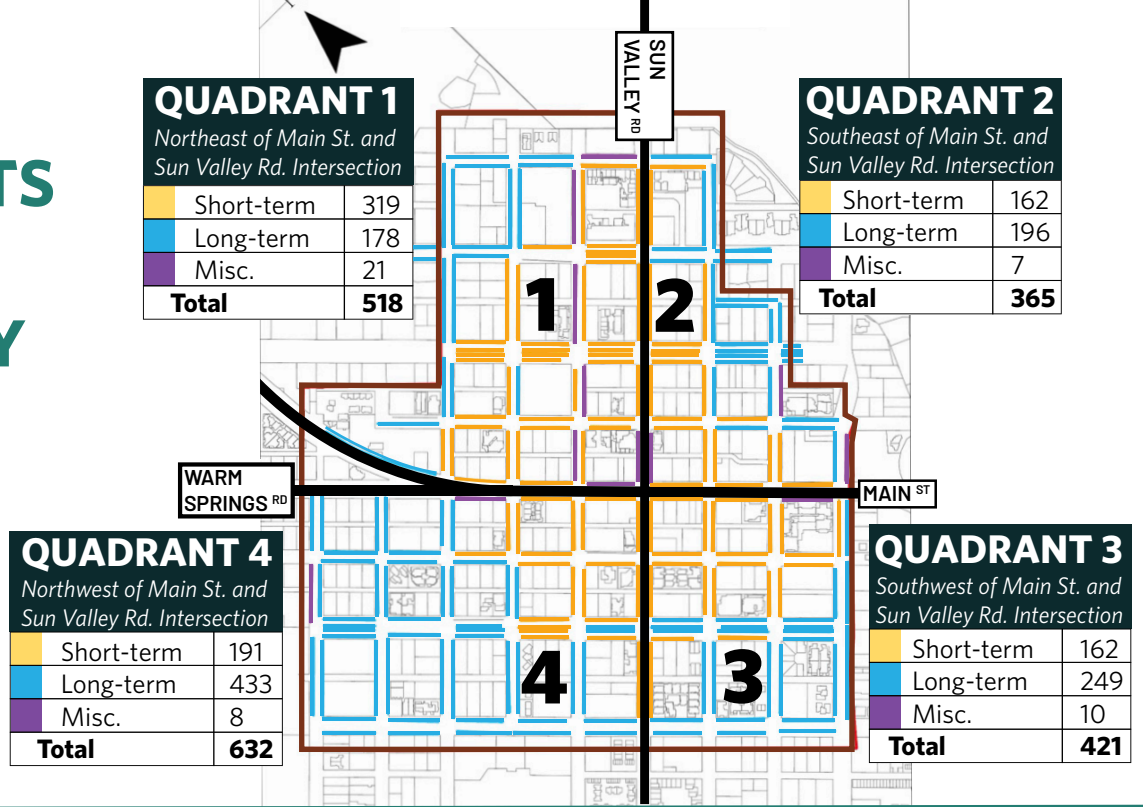 TS
Y
SUN
VALLEY RD
QUADRANT 1
Northeast of Main St. and
Sun Valley Rd. Intersection
Short-term 319
Long-term 178
Misc. 21
Total 518
QUADRANT 2
Southeast of Main St. and
Sun Valley Rd. Intersection
Short-term 162
Long-term 196
Misc. 7
Total 365
1
2
WARM
SPRINGS RD
MAIN ST
QUADRANT 4
Northwest of Main St. and
Sun Valley Rd. Intersection
Short-term 191
Long-term 433
Misc. 8
Total 632
4
3
QUADRANT 3
Southwest of Main St. and
Sun Valley Rd. Intersection
Short-term 162
Long-term 249
Misc. 10
Total 421